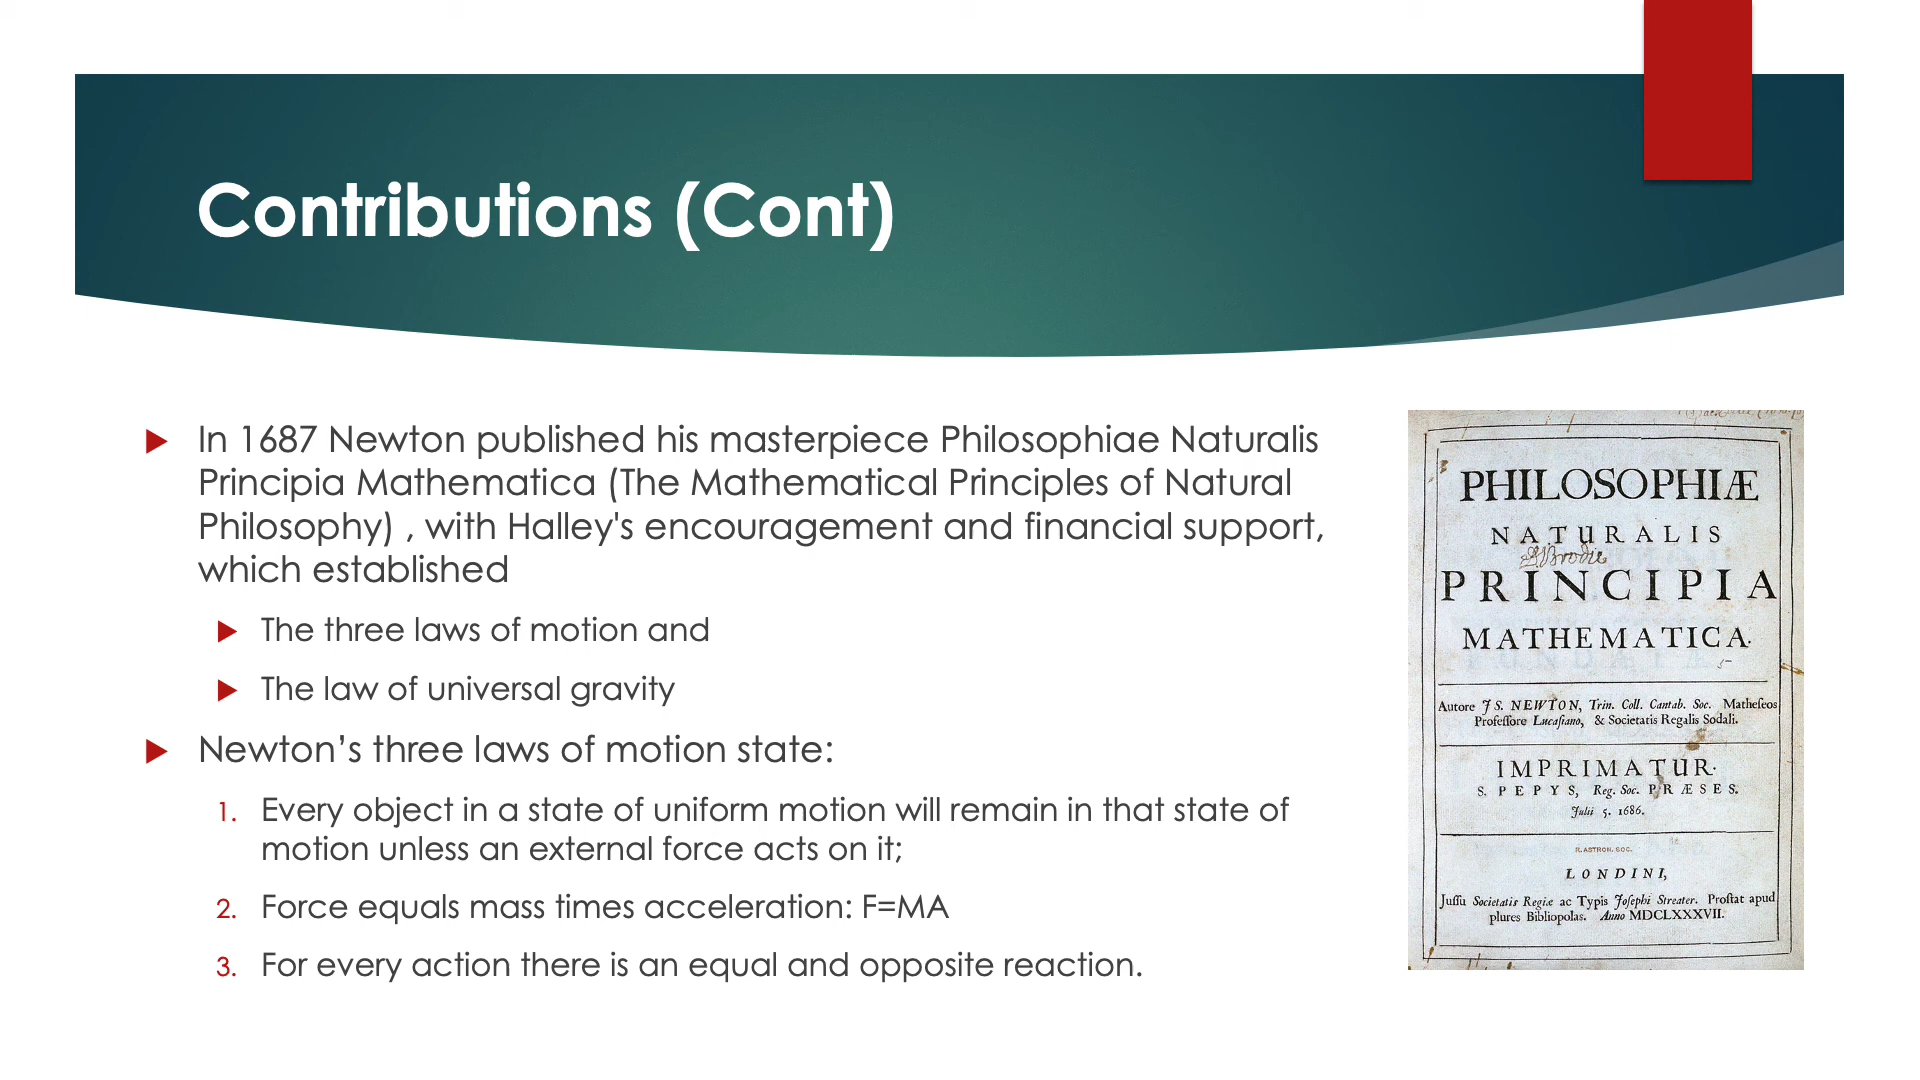 Contributions (Cont)
In 1687 Newton published his masterpiece Philosophiae Naturalis
Principia Mathematica (The Mathematical Principles of Natural
Philosophy) , with Halley's encouragement and financial support,
which established
The three laws of motion and
The law of universal gravity
Newton’s three laws of motion state:
1. Every object in a state of uniform motion will remain in that state of
motion unless an external force acts on it;
2. Force equals mass times acceleration: F=MA
3. For every action there is an equal and opposite reaction.
PHILOSOPHIÆ
NATURALIS
Brodie
PRINCIPIA
MATHEMATICA.
Autore JS. NEWTON, Trin. Coll. Cantab. Soc. Matheſeos
Profeſſore Lucaſiano, & Societatis Regalis Sodali.
IMPRIMATUR·
S. PEPYS, Reg. Soc. PRÆSES.
Julii 5. 1686.
R. ASTRON. SOC.
LONDINI,
Juſſu Societatis Regiæ ac Typis Joſephi Streater. Proſtat apud
plures Bibliopolas. Anno MDCLXXXVII.